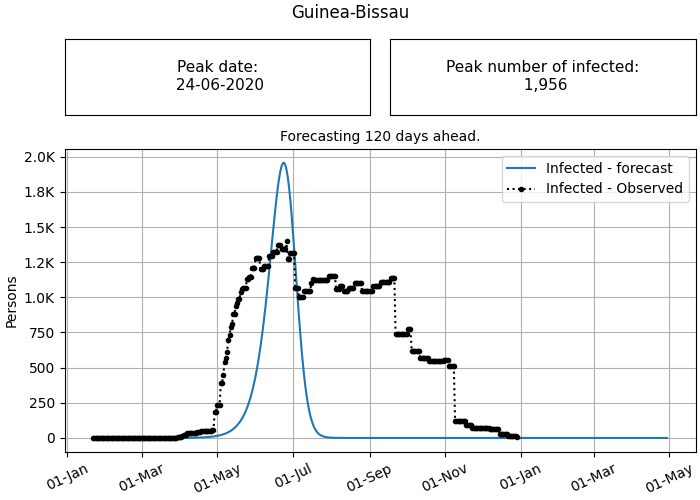 Guinea-Bissau
Peak date:
24-06-2020
Peak number of infected:
1,956
Forecasting 120 days ahead.
Infected - forecast
Infected - Observed
Persons
2.0K
1.8K
1.5K
1.2K
1.0K
750
500
250
0
01-Jan
01-Mar
01-May
01-Jul
01-Sep
01-Nov
01-Jan
01-Mar
01-May